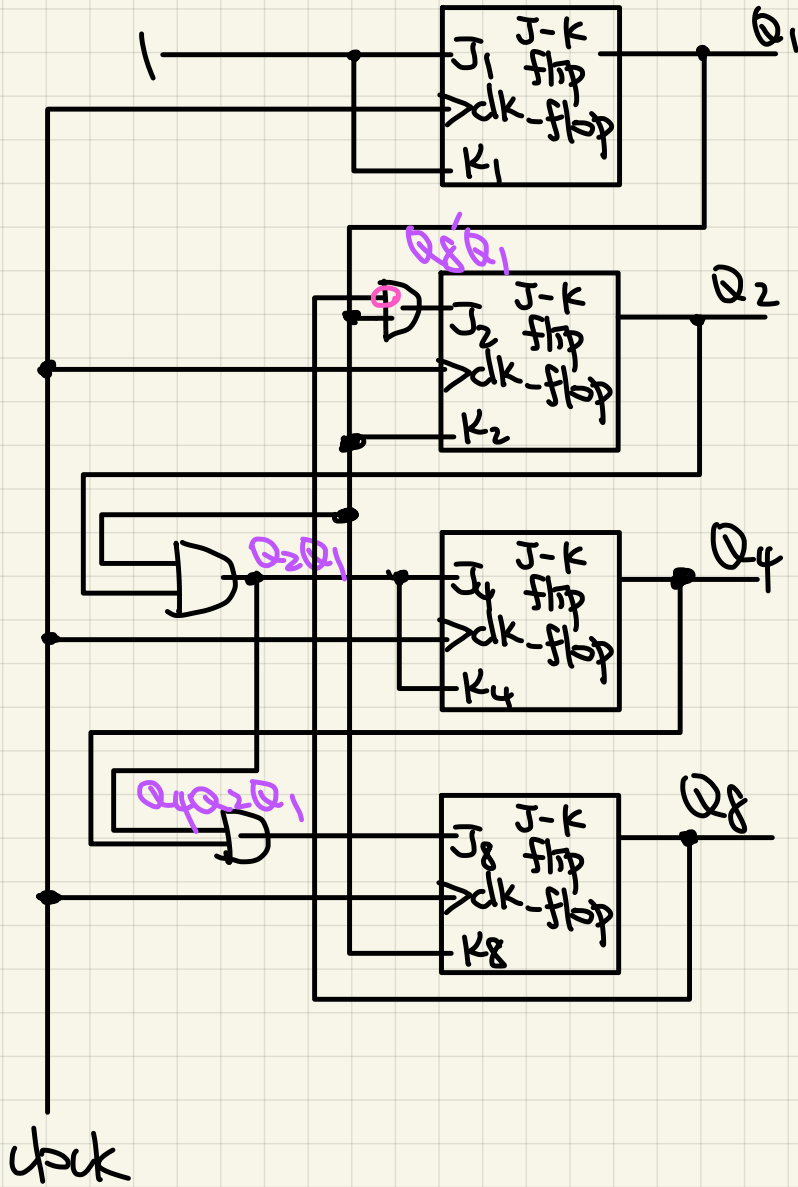 1
J₁ J-K
flip
clk -flop
K₁
Q₁
Q₈'Q₁
J₂ J-K
flip
clk -flop
K₂
Q₂
Q₂Q₁
J₄ J-K
flip
clk -flop
K₄
Q₄
Q₄Q₂Q₁
J₈ J-K
flip
clk -flop
K₈
Q₈
clock